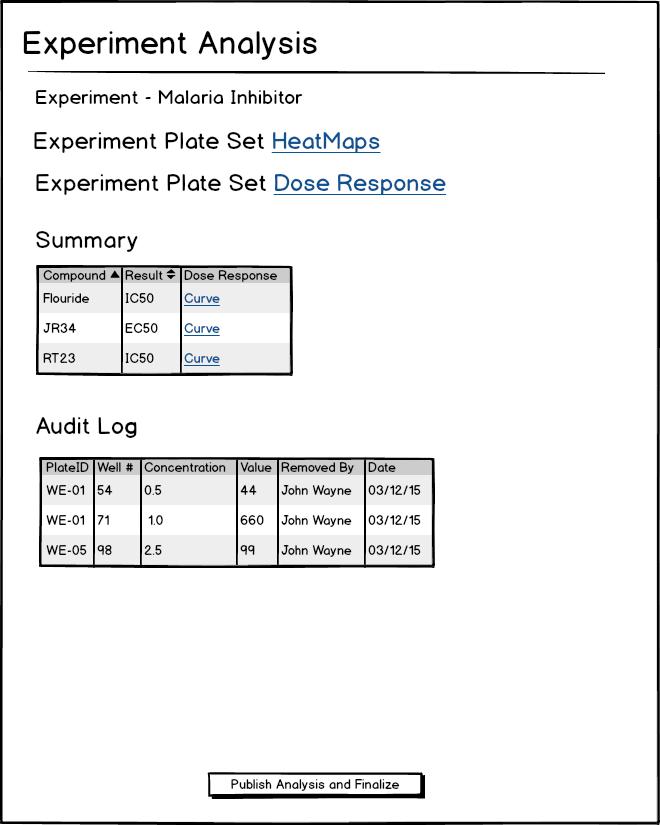 Experiment Analysis
Experiment - Malaria Inhibitor
Experiment Plate Set HeatMaps
Experiment Plate Set Dose Response
Summary
Compound Result Dose Response
Flouride IC50 Curve
JR34 EC50 Curve
RT23 IC50 Curve
Audit Log
PlateID Well # Concentration Value Removed By Date
WE-01 54 0.5 44 John Wayne 03/12/15
WE-01 71 1.0 660 John Wayne 03/12/15
WE-05 98 2.5 99 John Wayne 03/12/15
Publish Analysis and Finalize